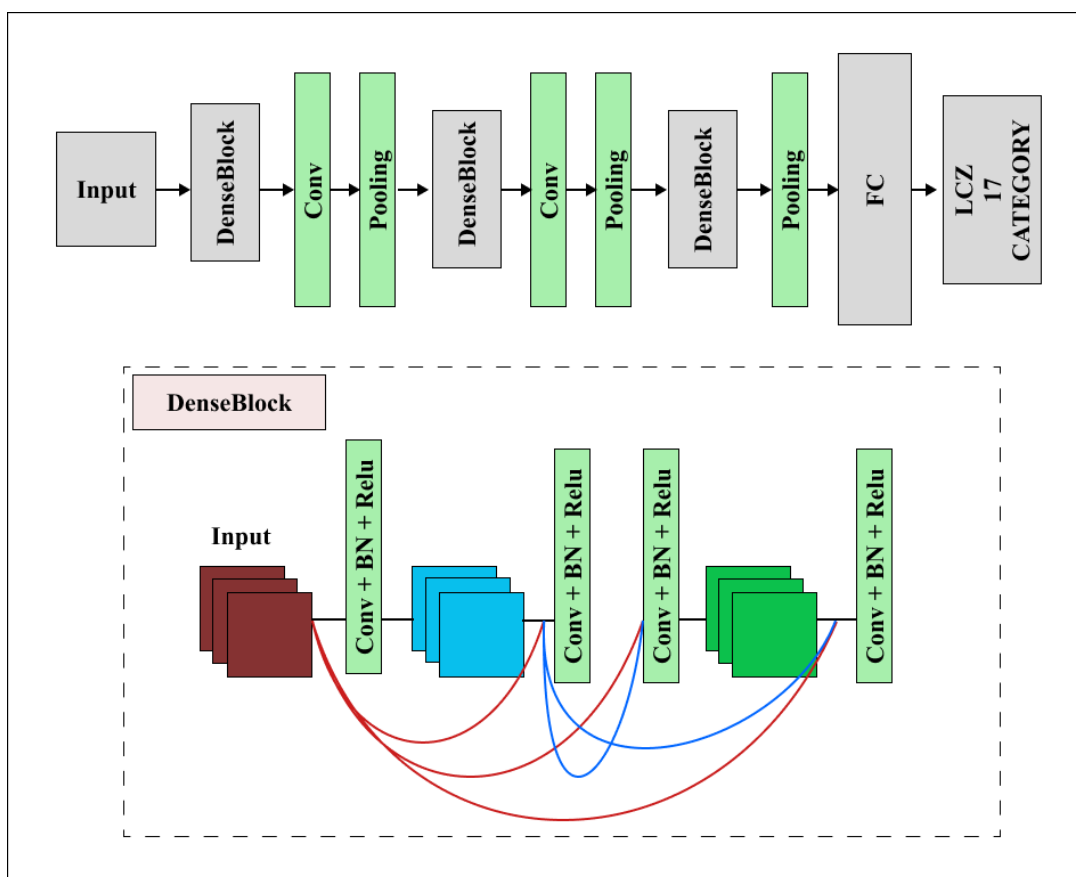 Input
DenseBlock
Conv
Pooling
DenseBlock
Conv
Pooling
DenseBlock
Pooling
FC
LCZ
17
CATEGORY
DenseBlock
Input
Conv + BN + Relu
Conv + BN + Relu
Conv + BN + Relu
Conv + BN + Relu